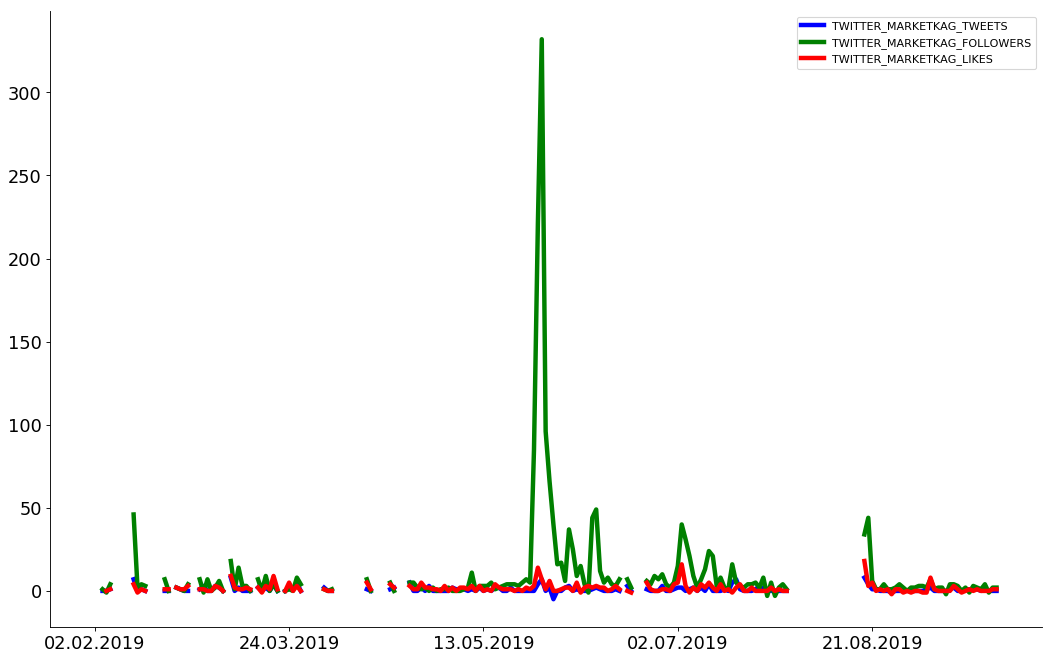 TWITTER_MARKETKAG_TWEETS
TWITTER_MARKETKAG_FOLLOWERS
TWITTER_MARKETKAG_LIKES
300
250
200
150
100
50
0
02.02.2019 24.03.2019 13.05.2019 02.07.2019 21.08.2019